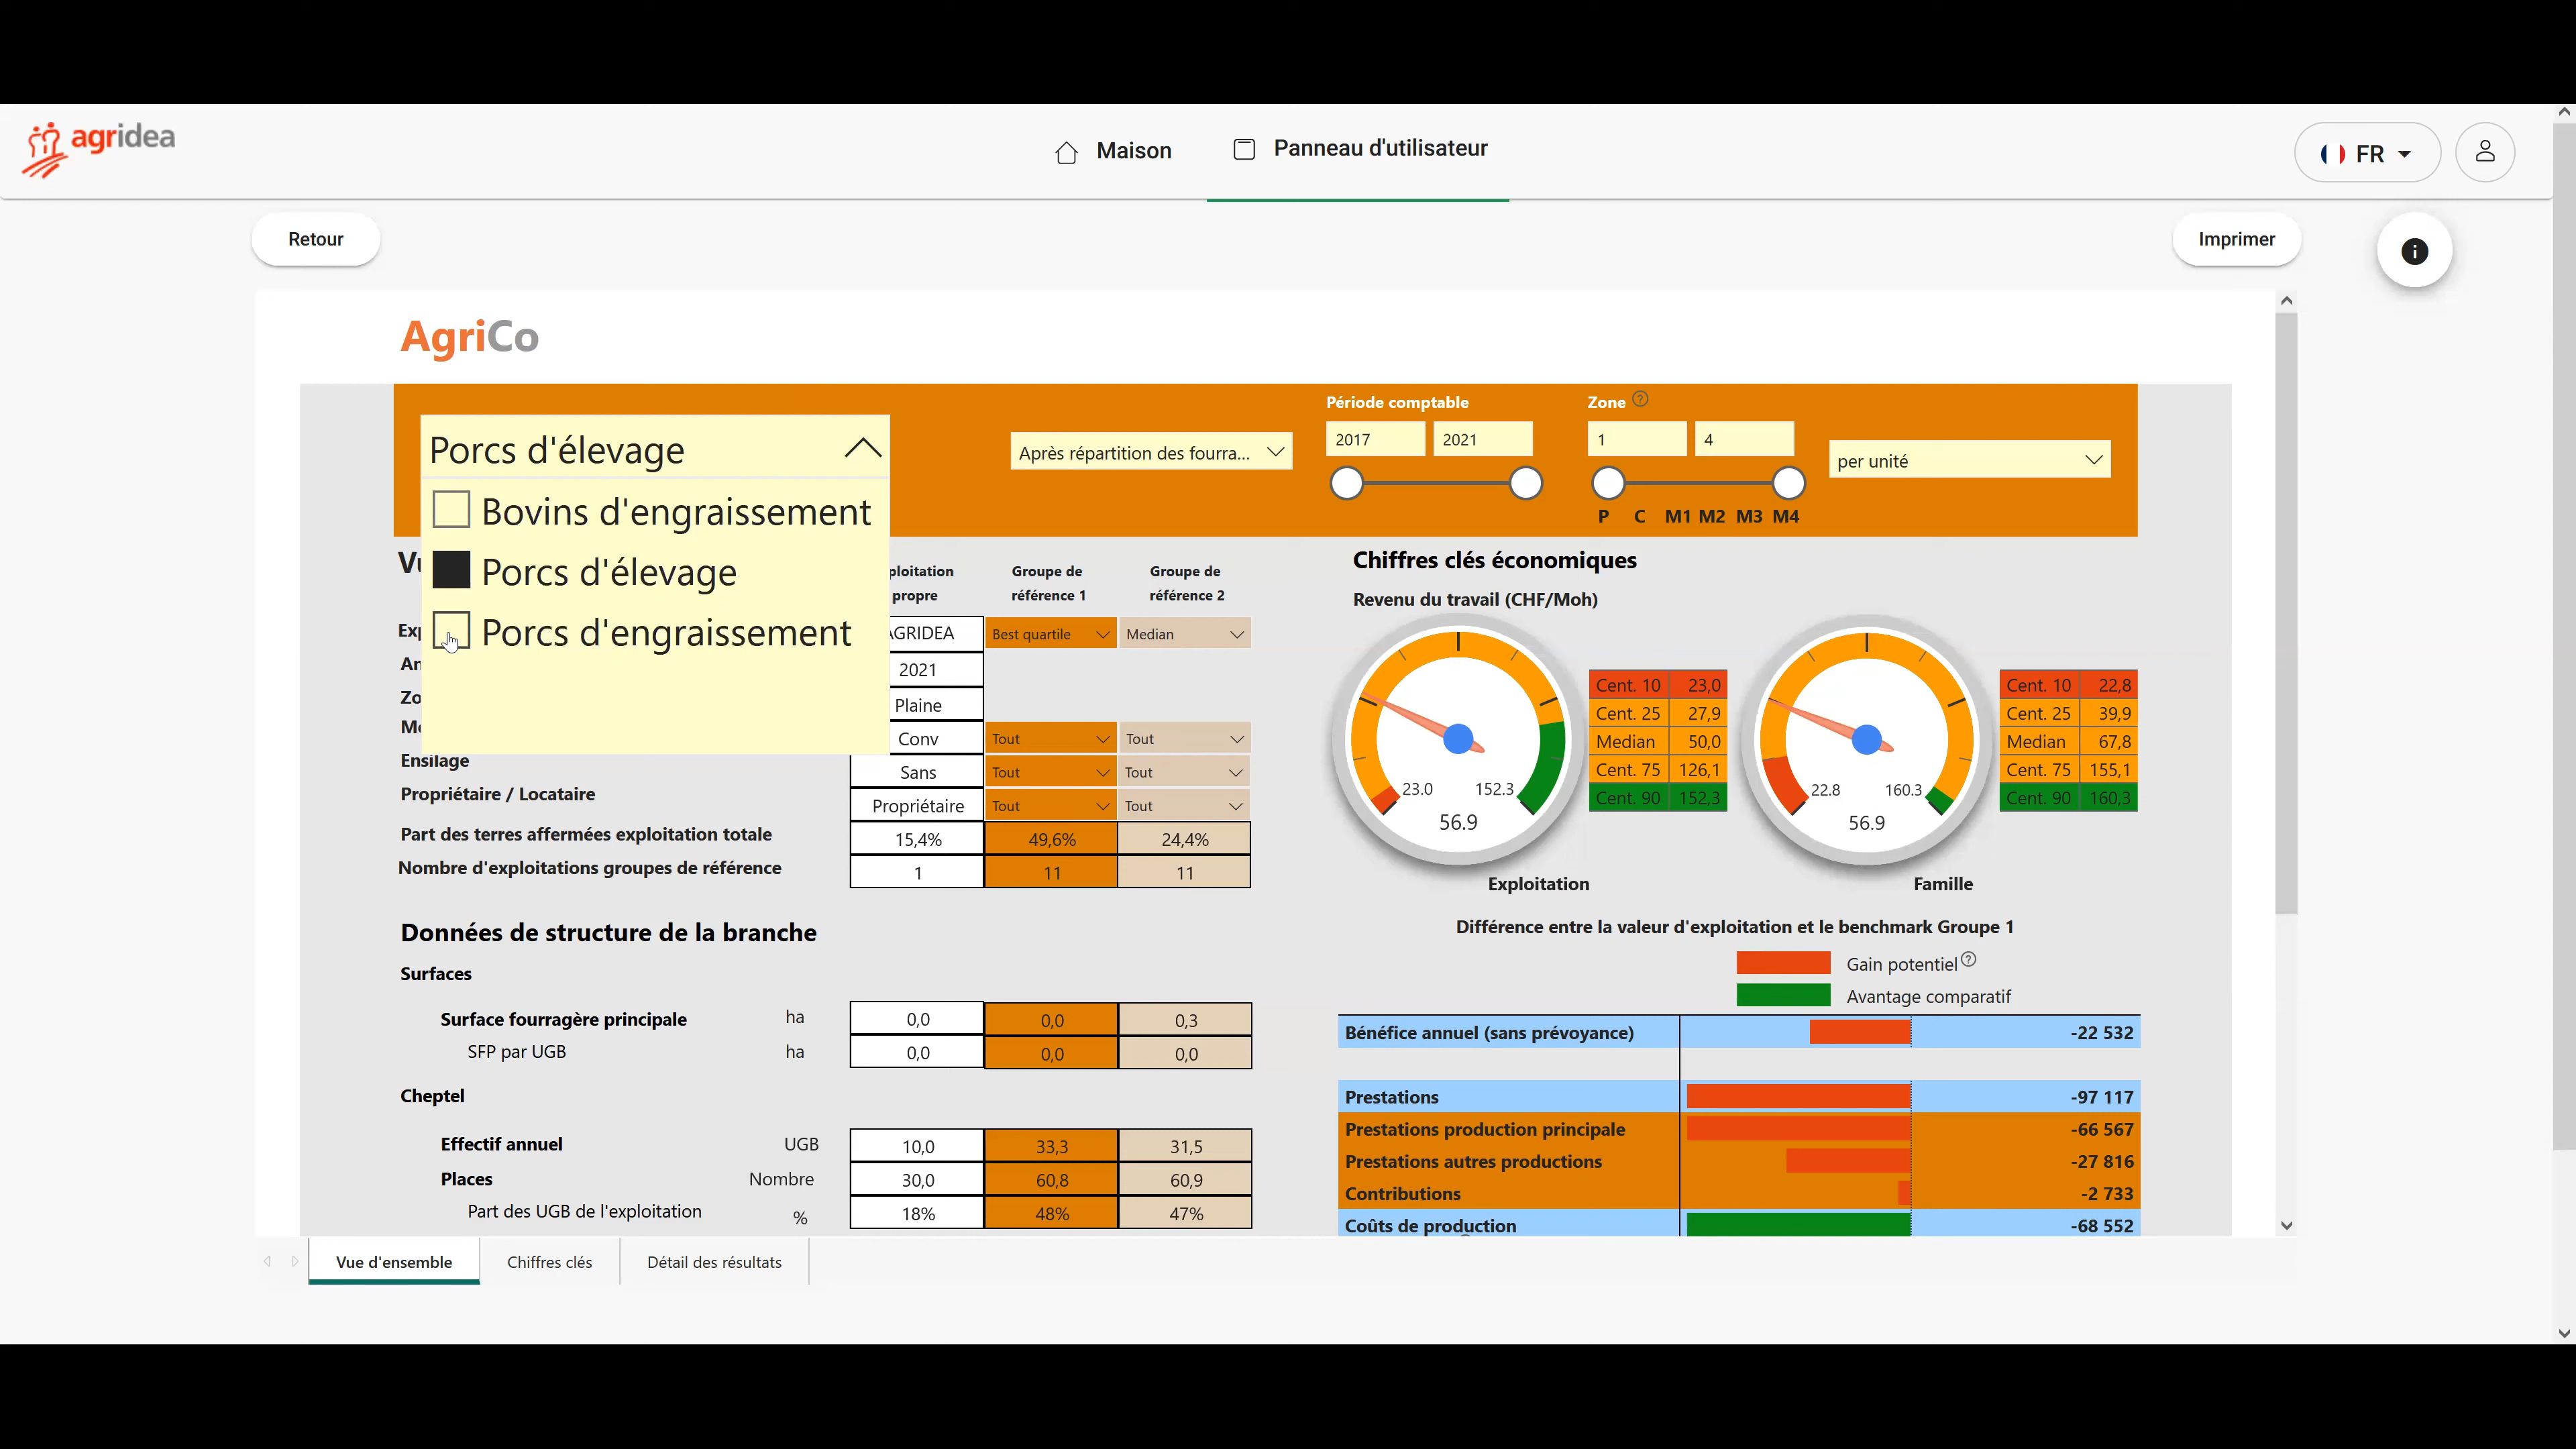 agridea
Maison
Panneau d'utilisateur
FR
Retour
Imprimer
AgriCo
Porcs d'élevage
Bovins d'engraissement
Porcs d'élevage
Porcs d'engraissement
Après répartition des fourra...
Période comptable
2017 2021
Zone
1 4
P C M1 M2 M3 M4
per unité
ploitation propre
Groupe de référence 1
Groupe de référence 2
AGRIDEA Best quartile Median
2021
Plaine
Conv Tout Tout
Ensilage Sans Tout Tout
Propriétaire / Locataire Propriétaire Tout Tout
Part des terres affermées exploitation totale 15,4% 49,6% 24,4%
Nombre d'exploitations groupes de référence 1 11 11
Données de structure de la branche
Surfaces
Surface fourragère principale ha 0,0 0,0 0,3
SFP par UGB ha 0,0 0,0 0,0
Cheptel
Effectif annuel UGB 10,0 33,3 31,5
Places Nombre 30,0 60,8 60,9
Part des UGB de l'exploitation % 18% 48% 47%
Chiffres clés économiques
Revenu du travail (CHF/Moh)
23.0 152.3
56.9
Cent. 10 23,0
Cent. 25 27,9
Median 50,0
Cent. 75 126,1
Cent. 90 152,3
Exploitation
22.8 160.3
56.9
Cent. 10 22,8
Cent. 25 39,9
Median 67,8
Cent. 75 155,1
Cent. 90 160,3
Famille
Différence entre la valeur d'exploitation et le benchmark Groupe 1
Gain potentiel
Avantage comparatif
Bénéfice annuel (sans prévoyance) -22 532
Prestations -97 117
Prestations production principale -66 567
Prestations autres productions -27 816
Contributions -2 733
Coûts de production -68 552
Vue d'ensemble
Chiffres clés
Détail des résultats